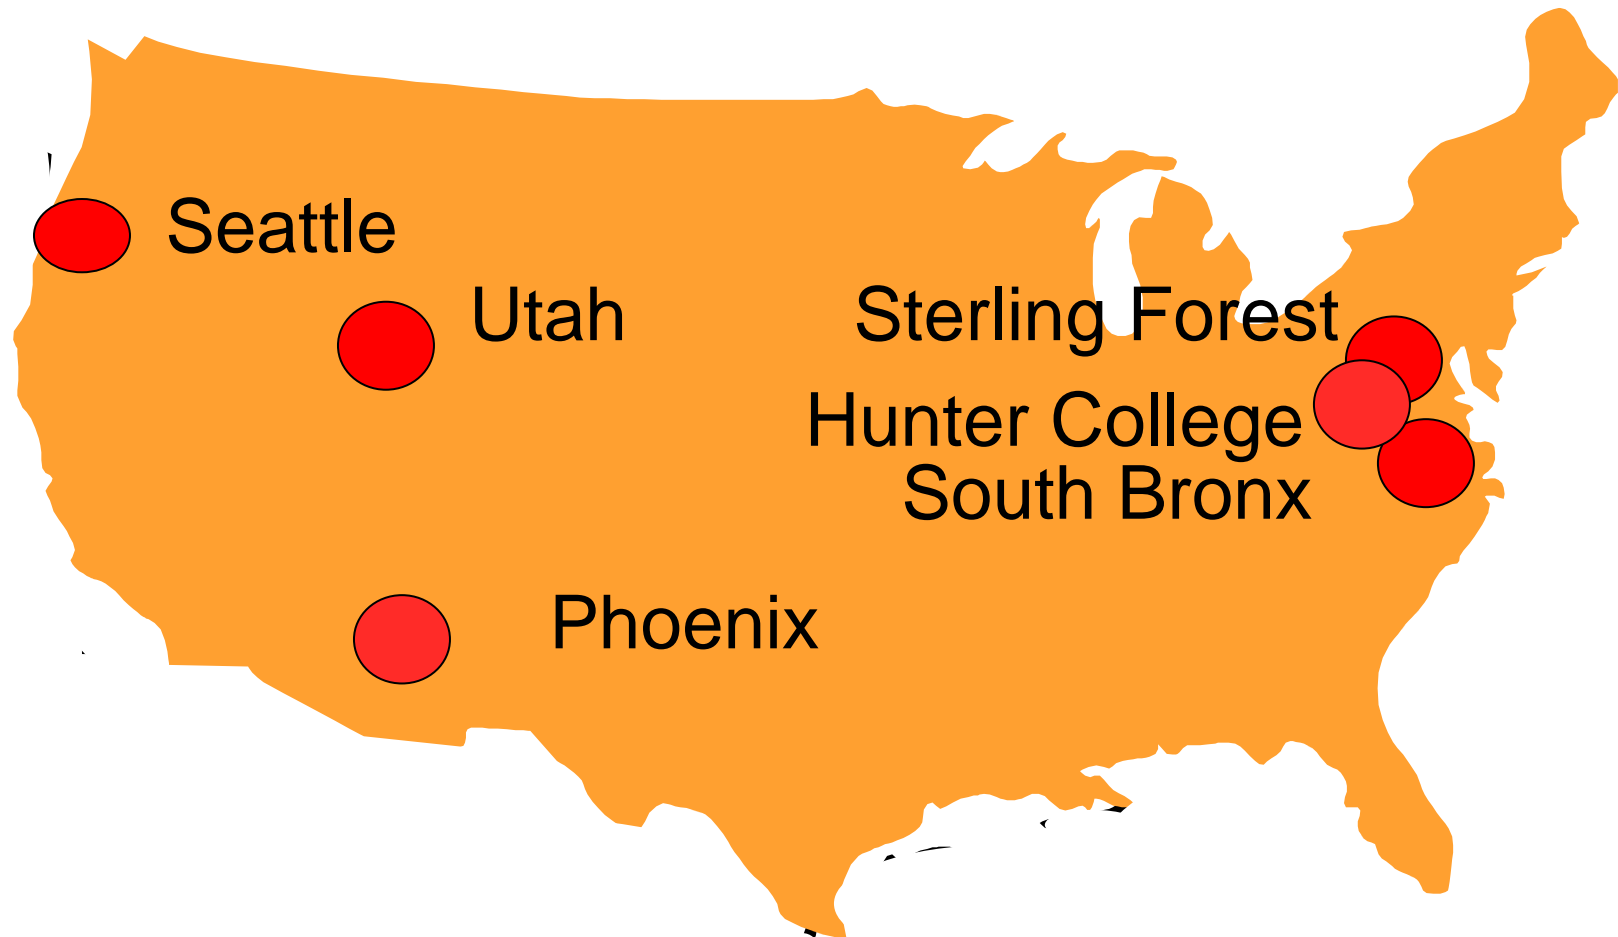 Seattle
Utah
Sterling Forest
Hunter College
South Bronx
Phoenix